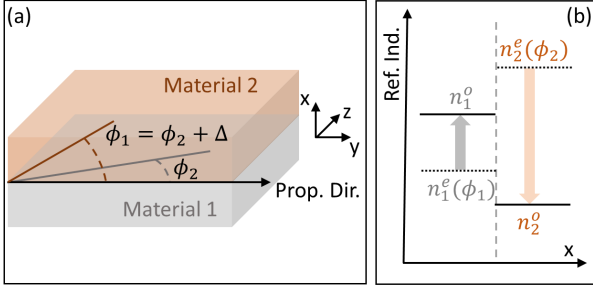 (a)
Material 2
ϕ₁ = ϕ₂ + Δ
ϕ₂
Prop. Dir.
Material 1
x
z
y
(b)
Ref. Ind.
n₂ᵉ(ϕ₂)
n₁ᵒ
n₁ᵉ(ϕ₁)
n₂ᵒ
x